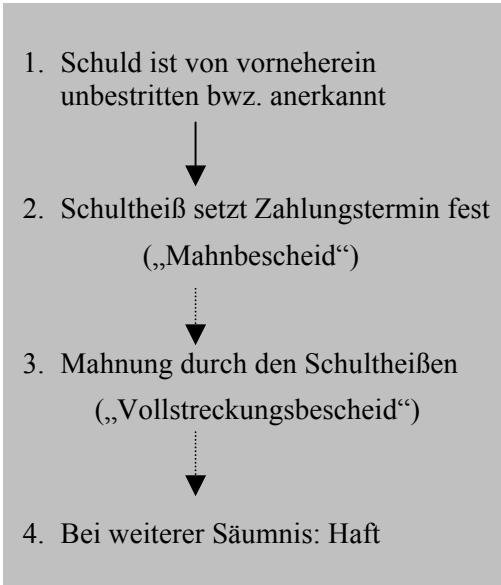 1. Schuld ist von vorneherein
unbestritten bwz. anerkannt
2. Schultheiß setzt Zahlungstermin fest
(„Mahnbescheid“)
3. Mahnung durch den Schultheißen
(„Vollstreckungsbescheid“)
4. Bei weiterer Säumnis: Haft